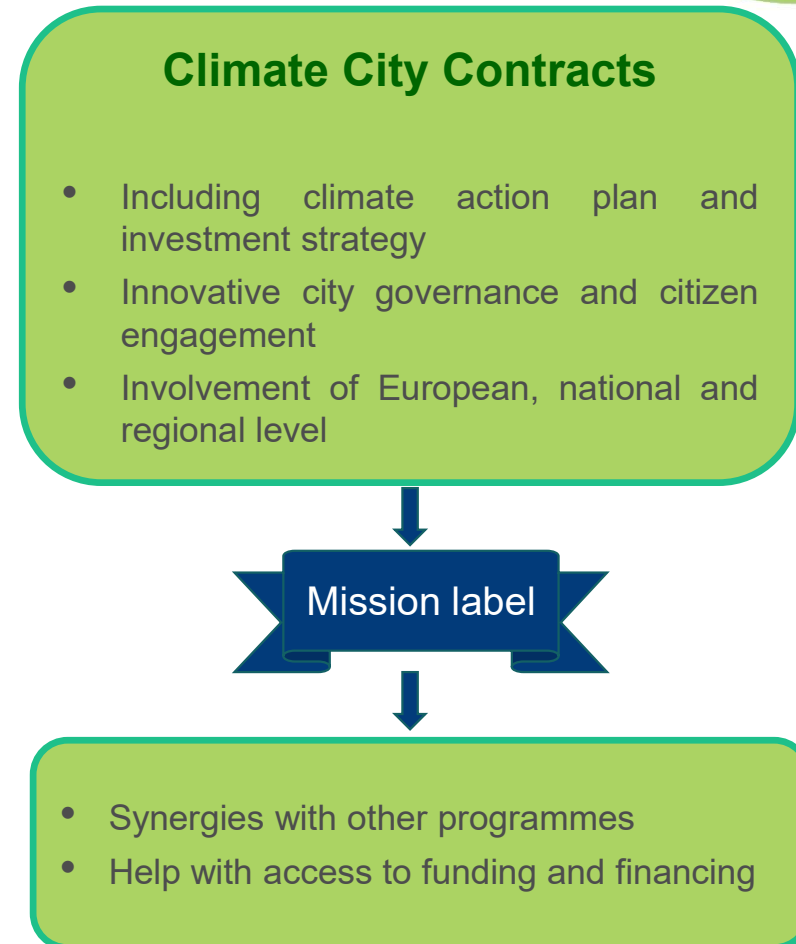 Climate City Contracts
• Including climate action plan and
investment strategy
• Innovative city governance and citizen
engagement
• Involvement of European, national and
regional level
Mission label
• Synergies with other programmes
• Help with access to funding and financing